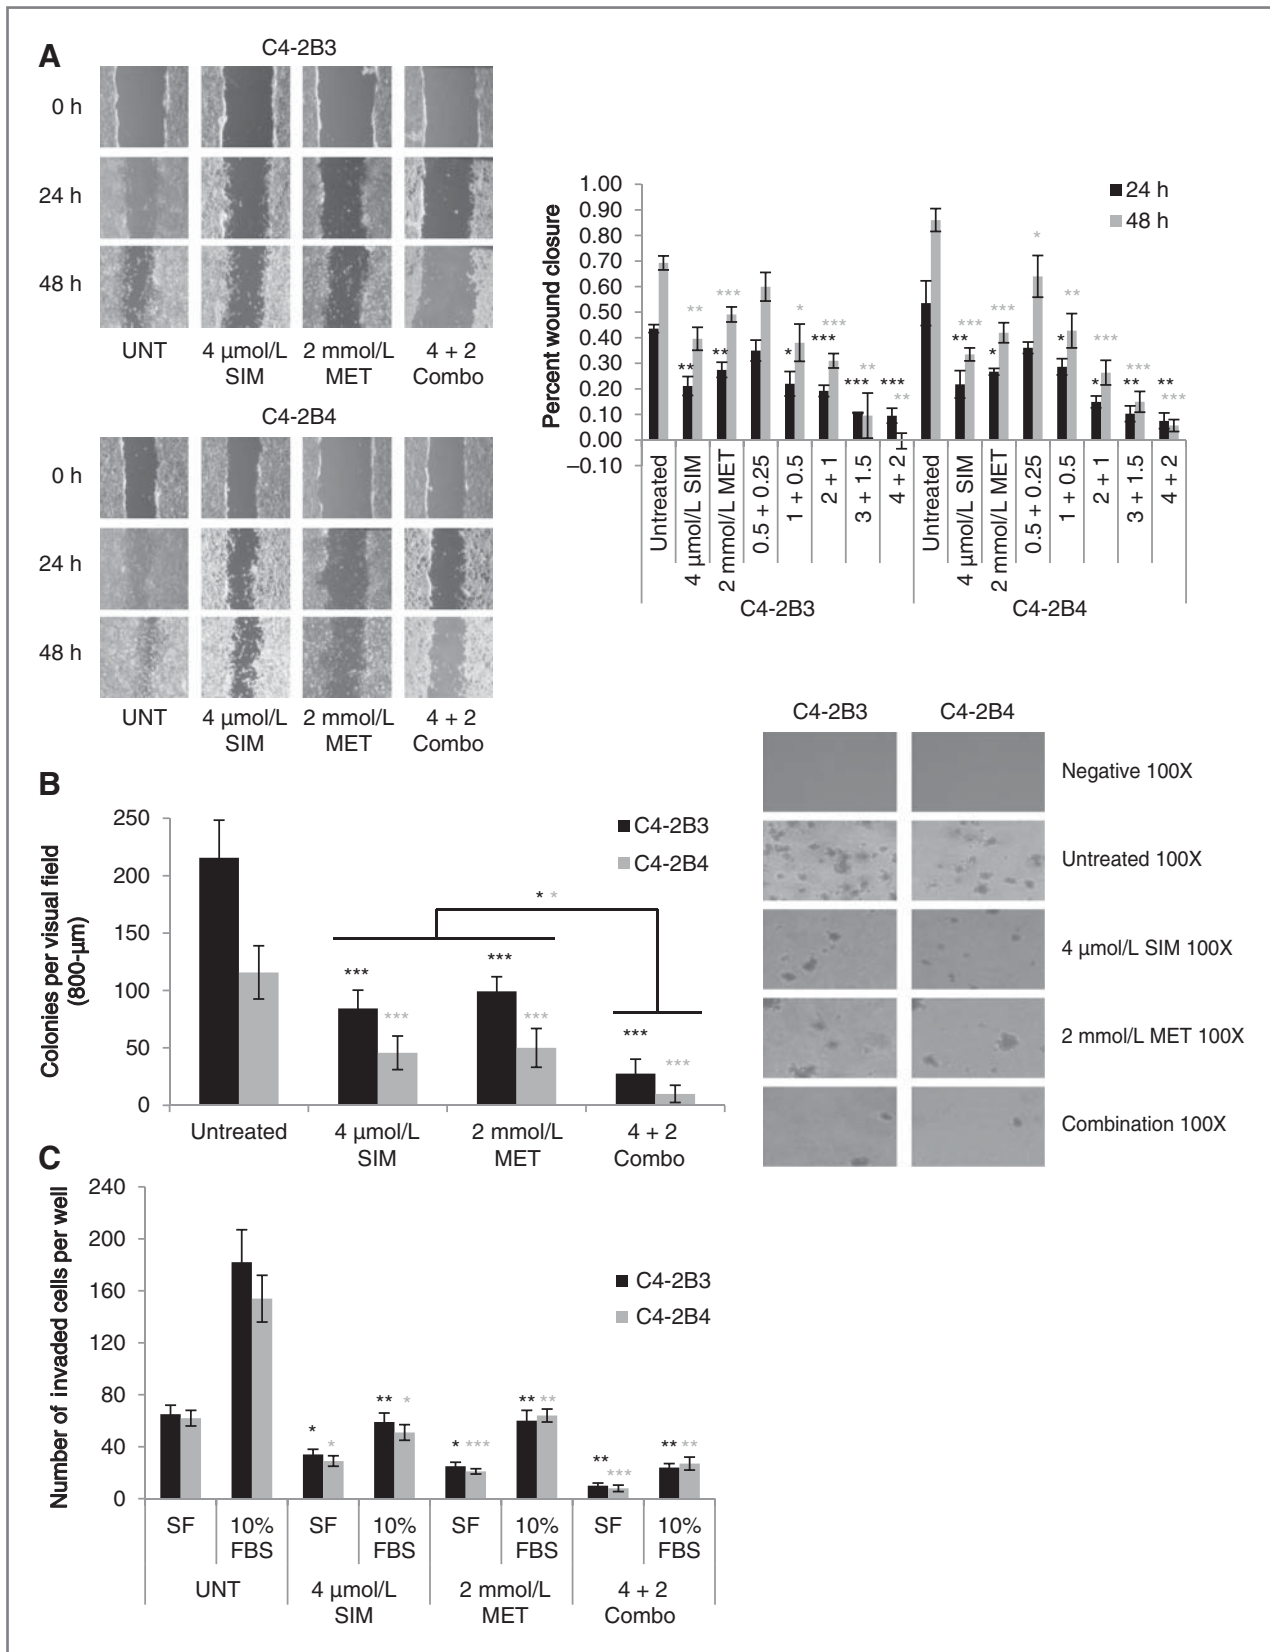 A
C4-2B3
0 h
24 h
48 h
UNT
4 μmol/L
SIM
2 mmol/L
MET
4 + 2
Combo
C4-2B4
0 h
24 h
48 h
UNT
4 μmol/L
SIM
2 mmol/L
MET
4 + 2
Combo
Percent wound closure
1.00
0.90
0.80
0.70
0.60
0.50
0.40
0.30
0.20
0.10
0.00
–0.10
24 h
48 h
** ** * *** *** *** ** * * * ** **
** *** * *** ** ** *** *** * ** *** *** ***
Untreated
4 μmol/L SIM
2 mmol/L MET
0.5 + 0.25
1 + 0.5
2 + 1
3 + 1.5
4 + 2
Untreated
4 μmol/L SIM
2 mmol/L MET
0.5 + 0.25
1 + 0.5
2 + 1
3 + 1.5
4 + 2
C4-2B3
C4-2B4
B
Colonies per visual field
(800-μm)
250
200
150
100
50
0
C4-2B3
C4-2B4
* *
*** ***
*** ***
*** ***
Untreated
4 μmol/L
SIM
2 mmol/L
MET
4 + 2
Combo
C4-2B3
C4-2B4
Negative 100X
Untreated 100X
4 μmol/L SIM 100X
2 mmol/L MET 100X
Combination 100X
C
Number of invaded cells per well
240
200
160
120
80
40
0
C4-2B3
C4-2B4
* *
** *
* ***
** **
** ***
** **
SF
10%
FBS
SF
10%
FBS
SF
10%
FBS
SF
10%
FBS
UNT
4 μmol/L
SIM
2 mmol/L
MET
4 + 2
Combo